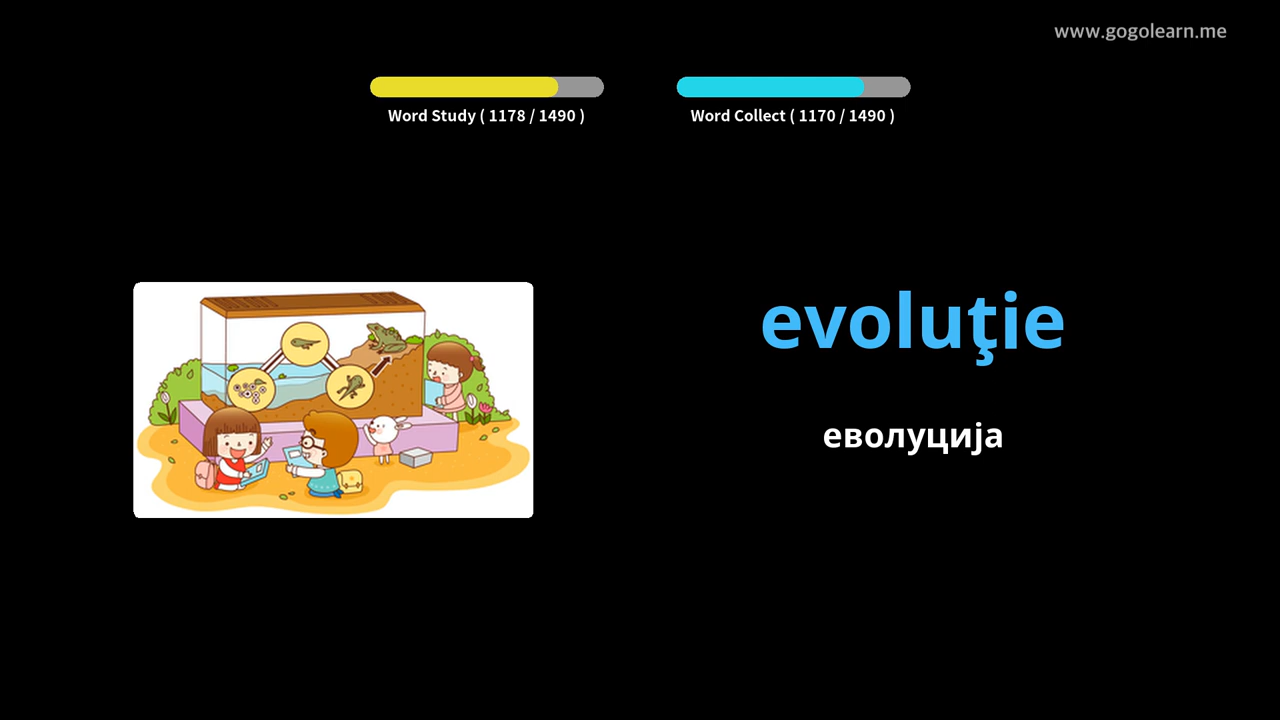 www.gogolearn.me
Word Study ( 1178 / 1490 )
Word Collect ( 1170 / 1490 )
evoluţie
еволуција